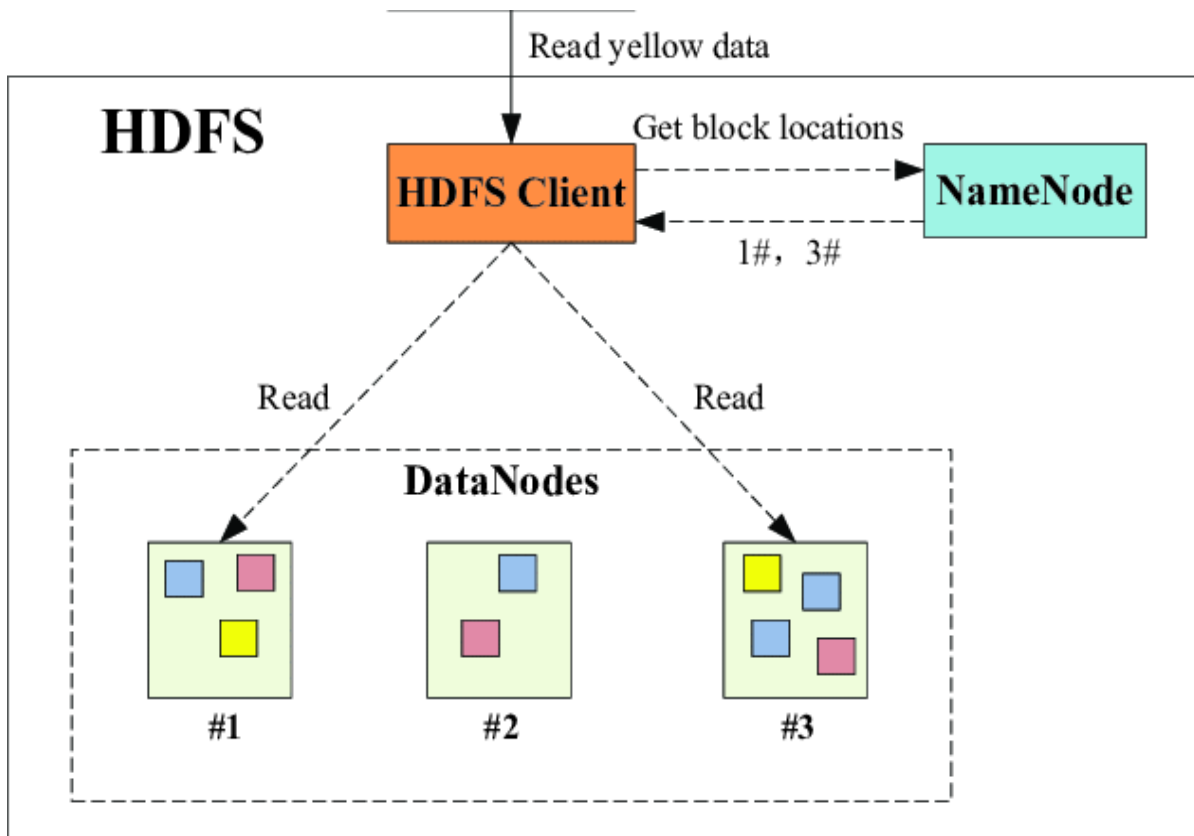 Read yellow data
HDFS
Get block locations
HDFS Client
NameNode
1#，3#
Read
Read
DataNodes
#1
#2
#3